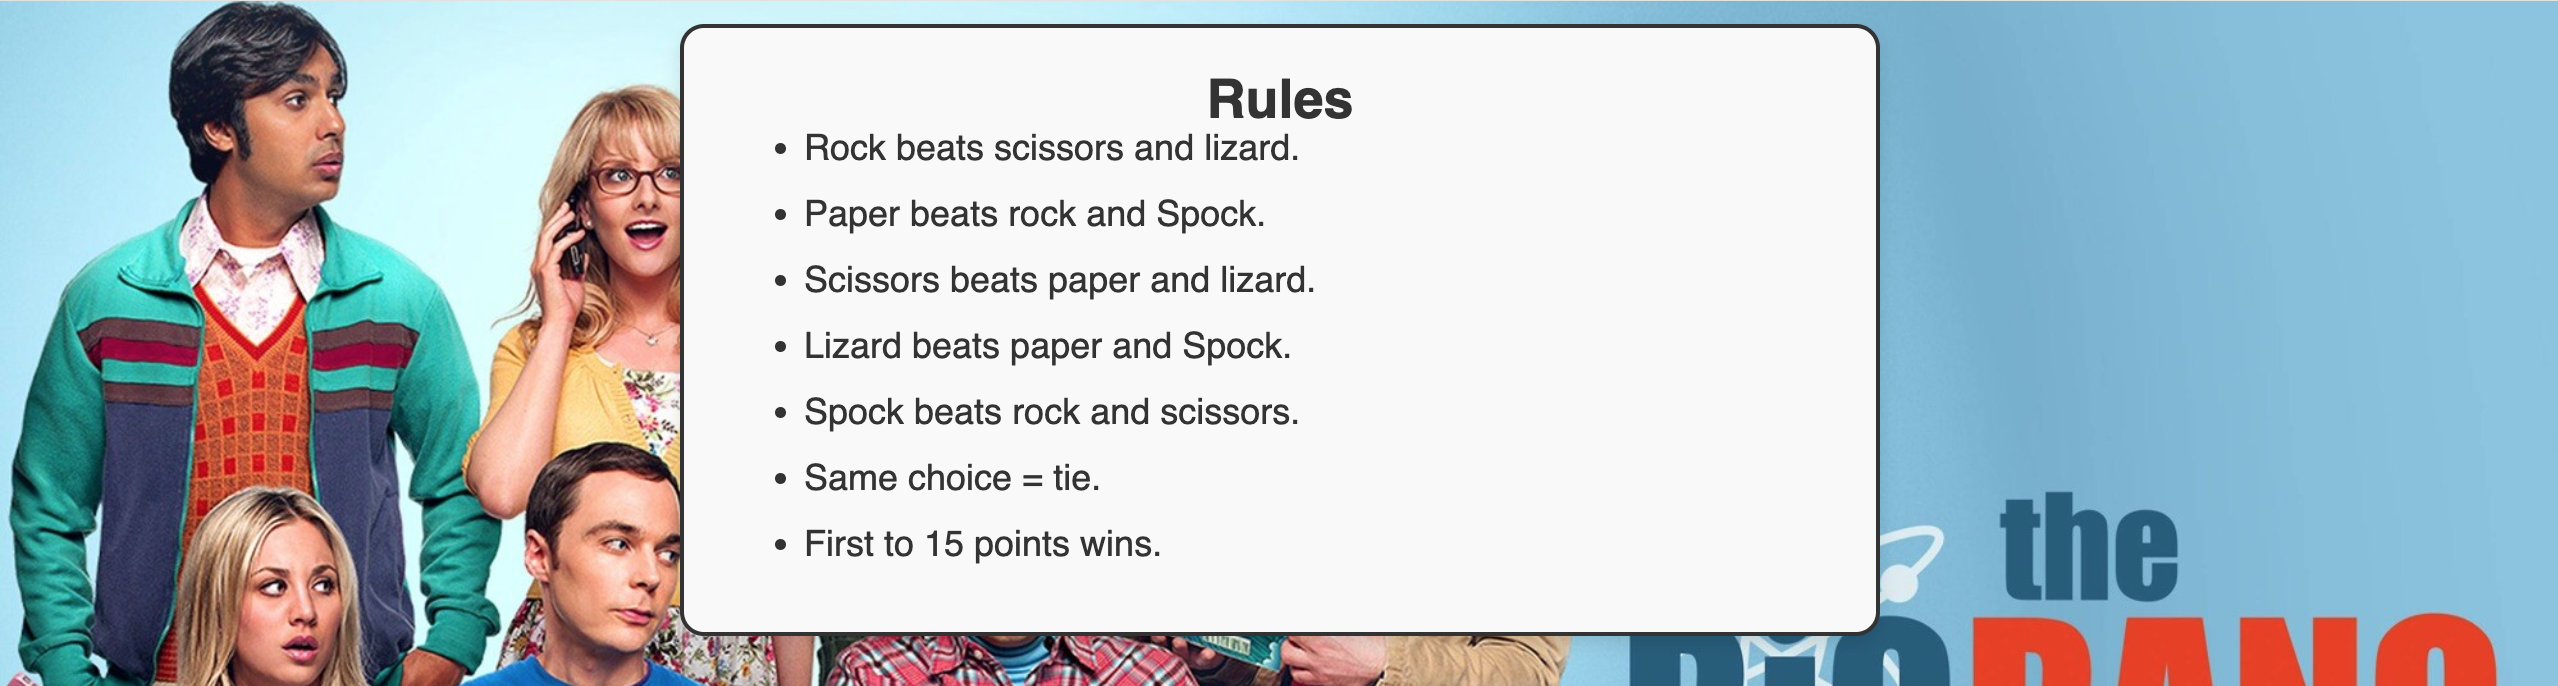 Rules
Rock beats scissors and lizard.
Paper beats rock and Spock.
Scissors beats paper and lizard.
Lizard beats paper and Spock.
Spock beats rock and scissors.
Same choice = tie.
First to 15 points wins.
the
BiG BANG